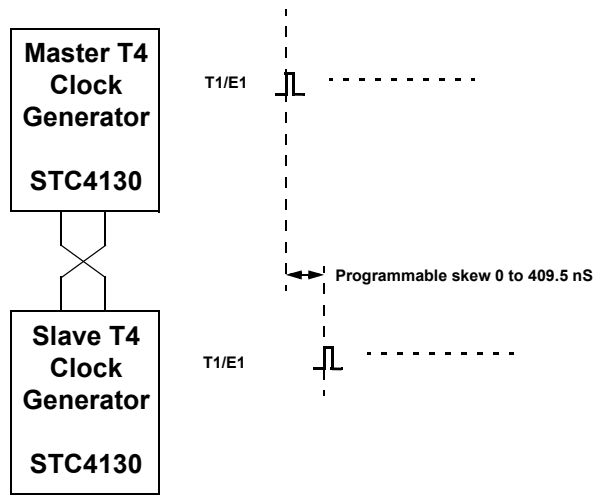 Master T4
Clock
Generator
STC4130
T1/E1
Programmable skew 0 to 409.5 nS
Slave T4
Clock
Generator
STC4130
T1/E1